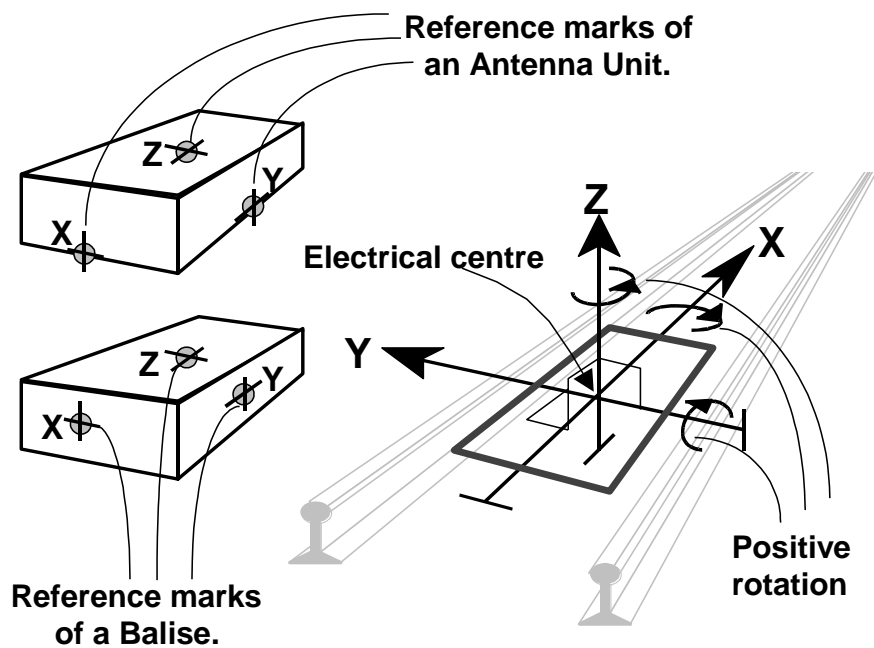 Reference marks of
an Antenna Unit.
Z
Y
X
Z
X
Electrical centre
Y
Z
Y
X
Positive
rotation
Reference marks
of a Balise.